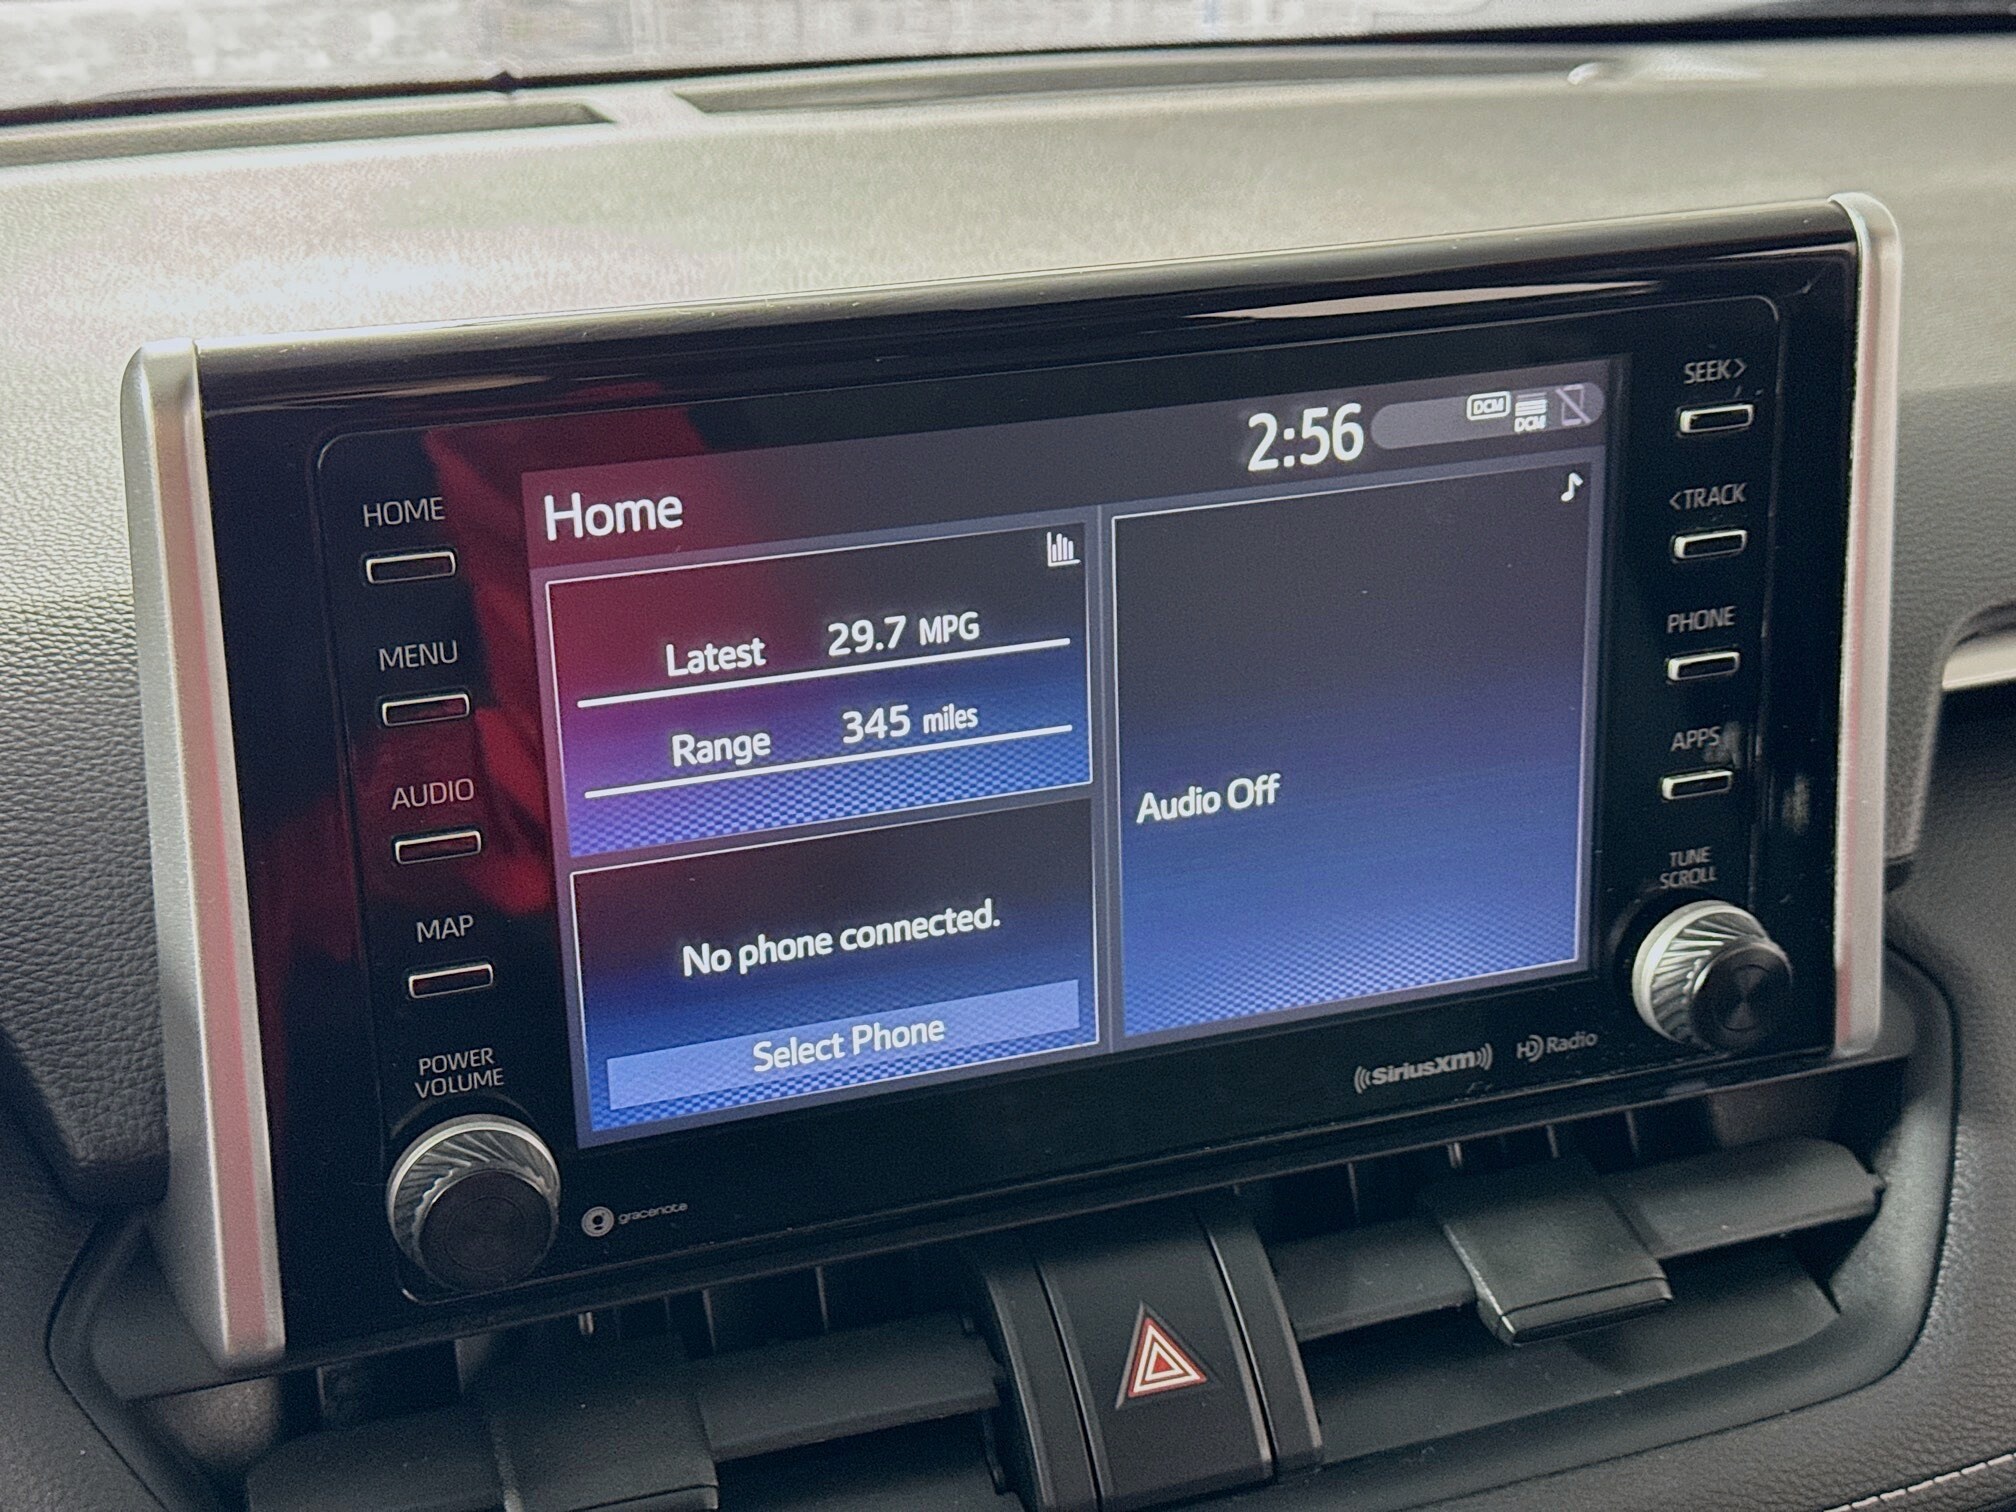 SEEK>
2:56
DCM
DCM
HOME
Home
<TRACK
Latest 29.7 MPG
PHONE
MENU
Range 345 miles
APPS
AUDIO
Audio Off
TUNE
SCROLL
MAP
No phone connected.
Select Phone
POWER
VOLUME
SiriusXM
HD Radio
gracenote